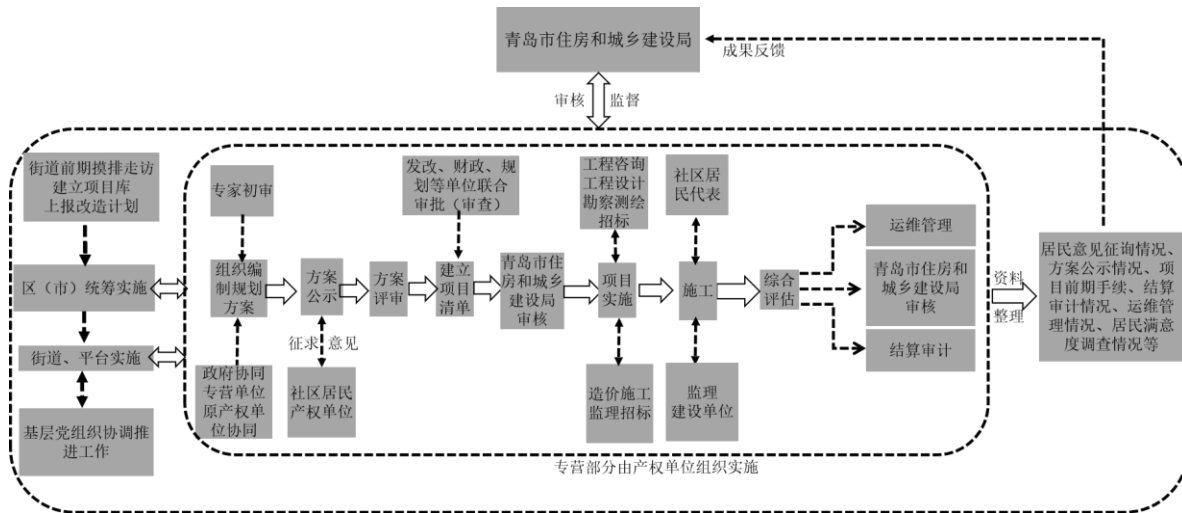 青岛市住房和城乡建设局
成果反馈
审核
监督
街道前期摸排走访
建立项目库
上报改造计划
区（市）统筹实施
街道、平台实施
基层党组织协调推
进工作
专家初审
组织编
制规划
方案
政府协同
专营单位
原产权单
位协同
方案
公示
征求
意见
社区居民
产权单位
方案
评审
发改、财政、规
划等单位联合
审批（审查）
建立
项目
清单
青岛市住
房和城乡
建设局
审核
工程咨询
工程设计
勘察测绘
招标
项目
实施
造价施工
监理招标
社区居
民代表
施工
监理
建设单位
综合
评估
运维管理
青岛市住房和
城乡建设局
审核
结算审计
专营部分由产权单位组织实施
资料
整理
居民意见征询情况、
方案公示情况、项
目前期手续、结算
审计情况、运维管
理情况、居民满意
度调查情况等